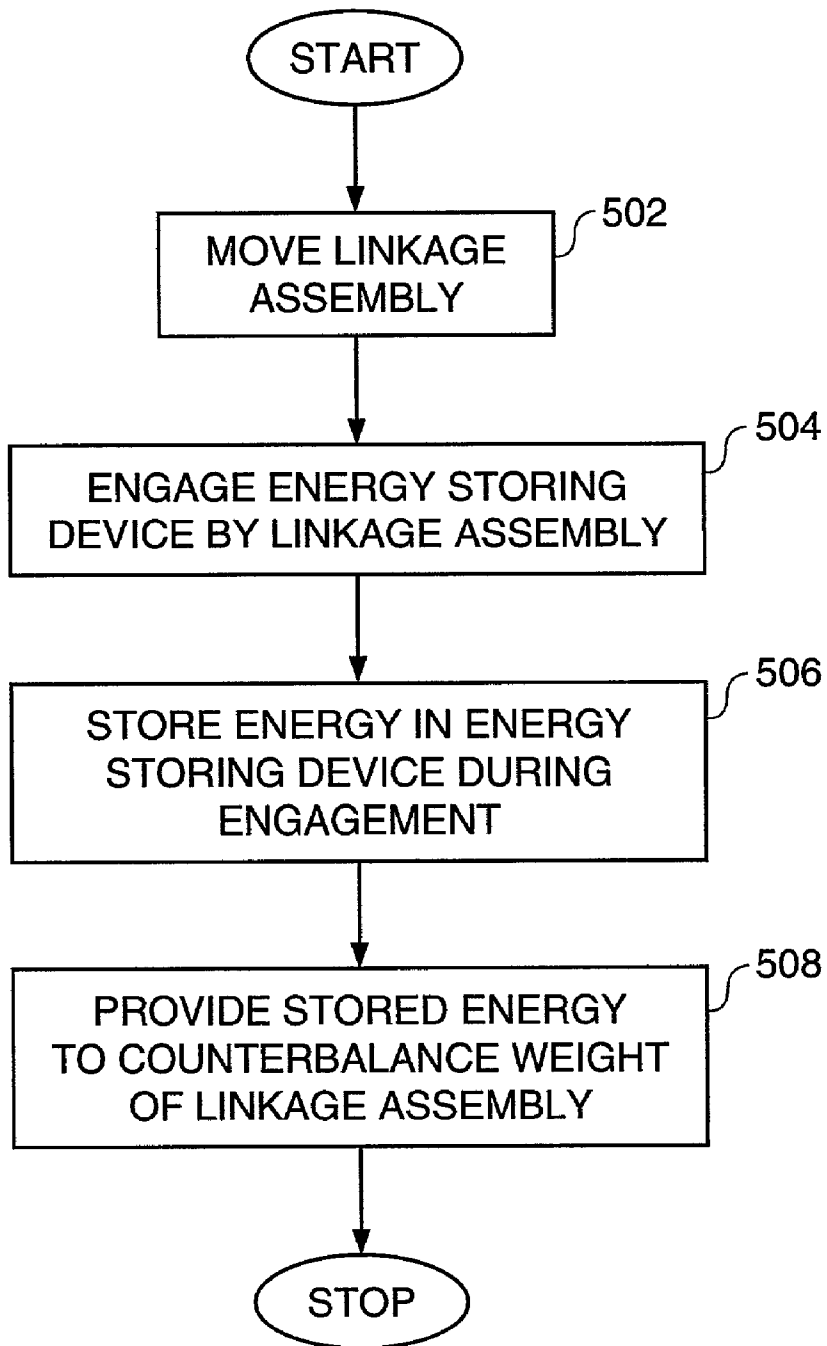 START
502
MOVE LINKAGE
ASSEMBLY
504
ENGAGE ENERGY STORING
DEVICE BY LINKAGE ASSEMBLY
506
STORE ENERGY IN ENERGY
STORING DEVICE DURING
ENGAGEMENT
508
PROVIDE STORED ENERGY
TO COUNTERBALANCE WEIGHT
OF LINKAGE ASSEMBLY
STOP